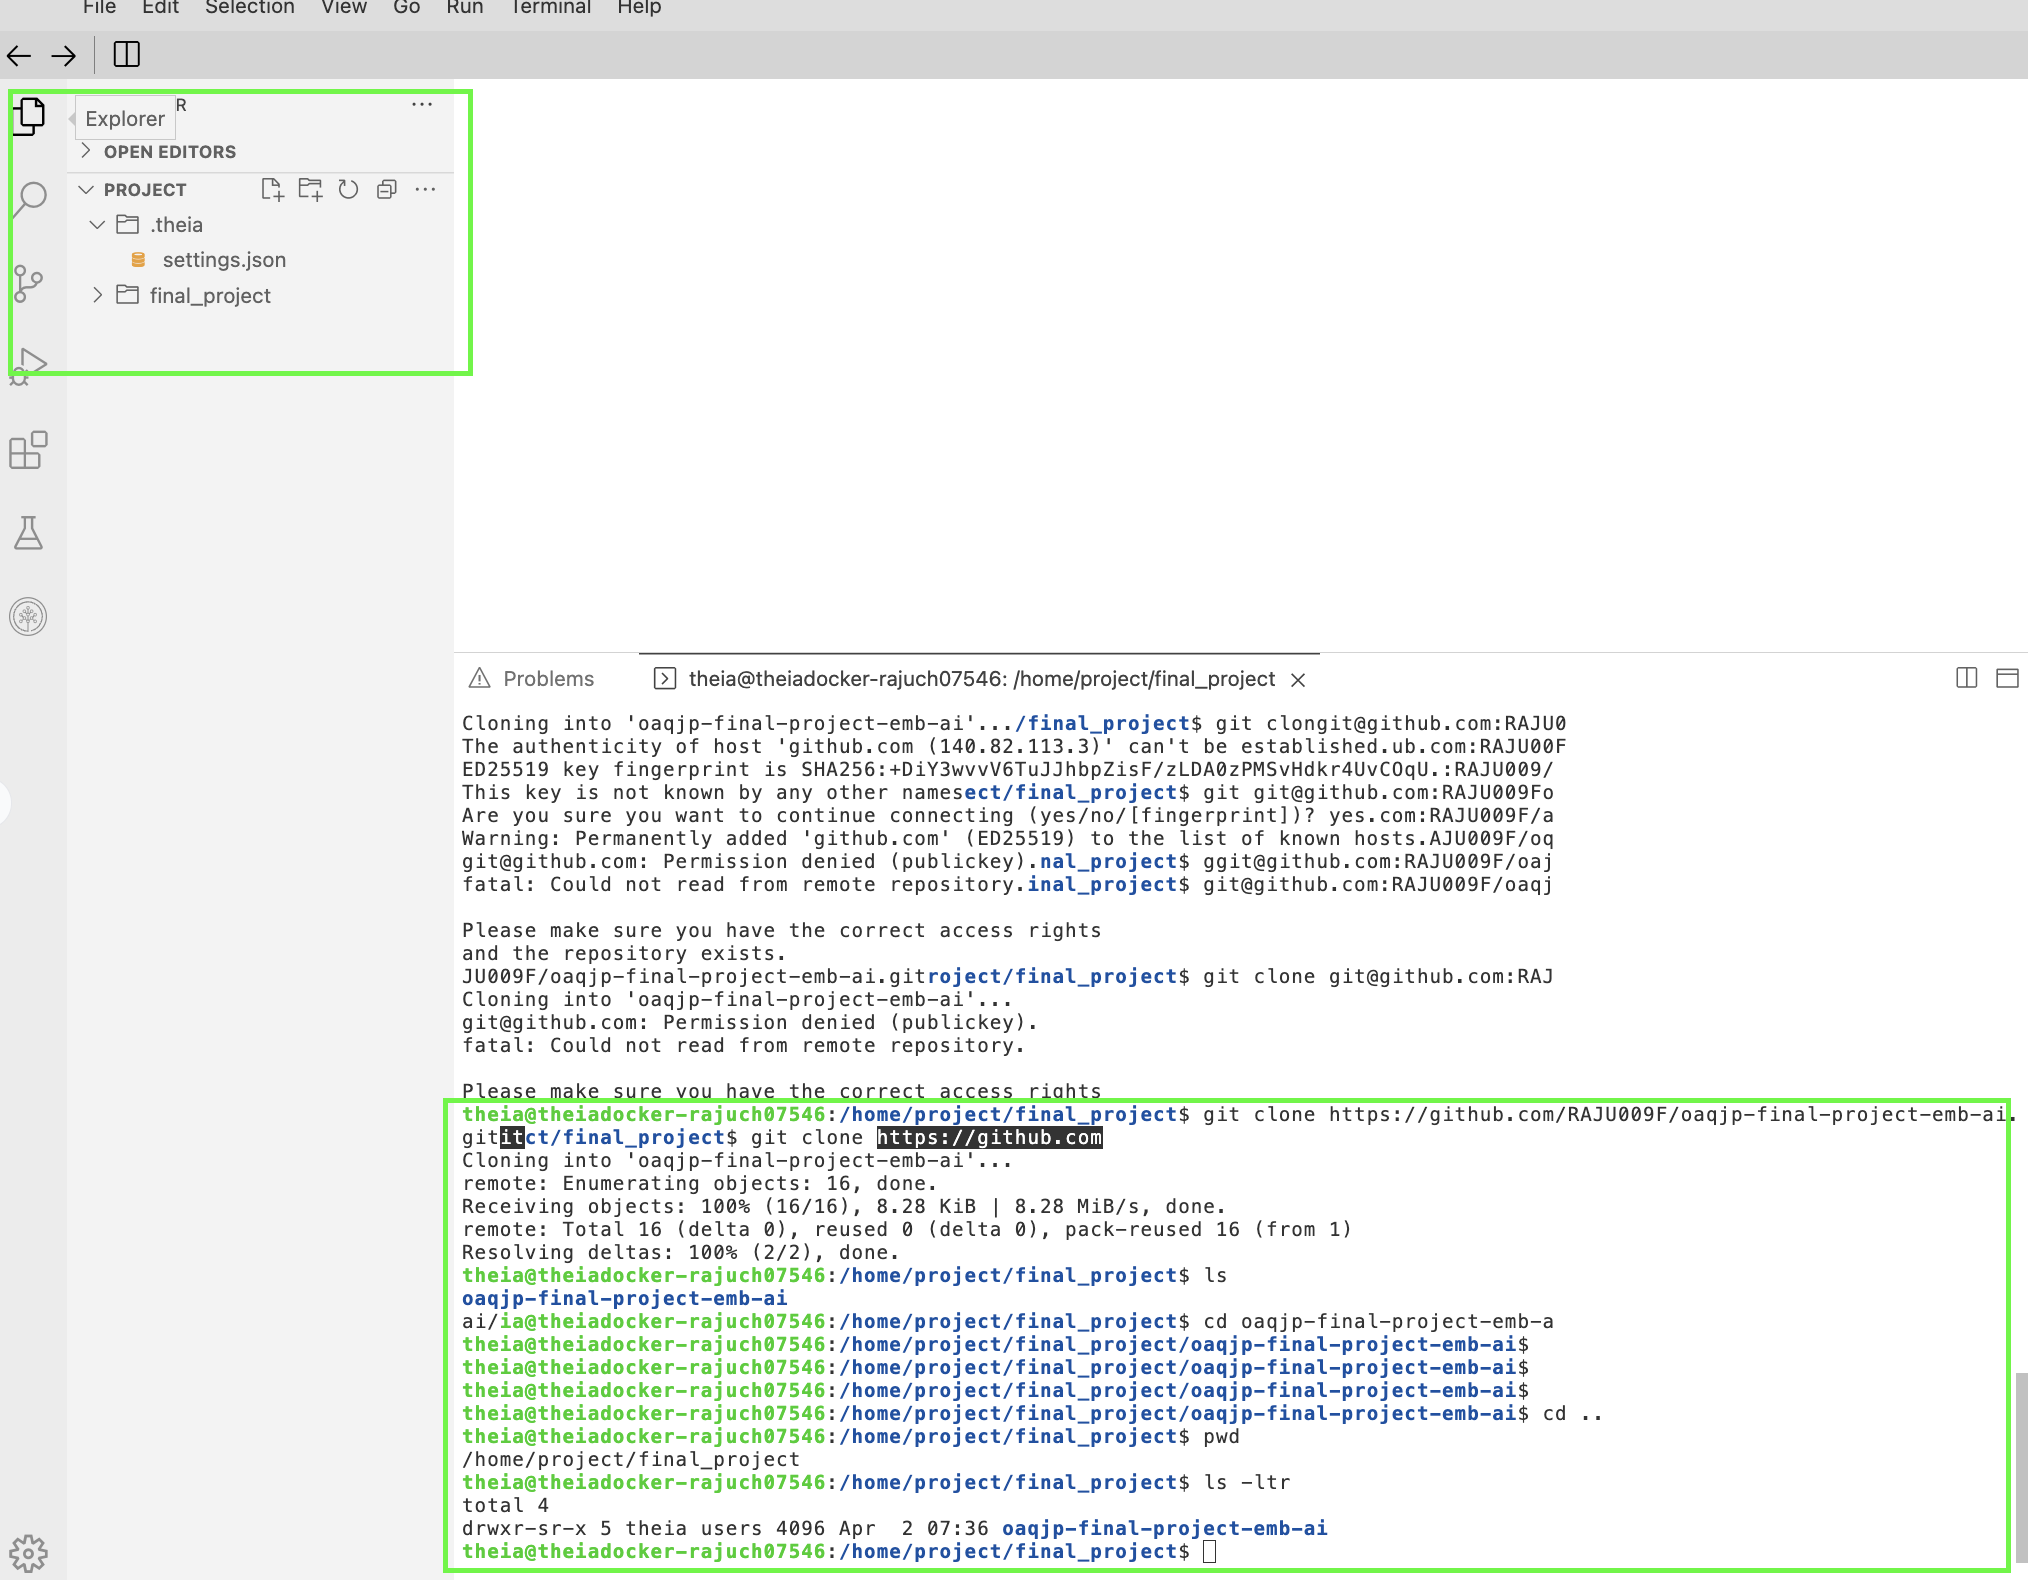 File Edit Selection View Go Run Terminal Help
Explorer R ...
OPEN EDITORS
PROJECT
.theia
settings.json
final_project
Problems theia@theiadocker-rajuch07546: /home/project/final_project
Cloning into 'oaqjp-final-project-emb-ai'.../final_project$ git clongit@github.com:RAJU0
The authenticity of host 'github.com (140.82.113.3)' can't be established.ub.com:RAJU00F
ED25519 key fingerprint is SHA256:+DiY3wvvV6TuJJhbpZisF/zLDA0zPMSvHdkr4UvCOqU.:RAJU009/
This key is not known by any other namesect/final_project$ git git@github.com:RAJU009Fo
Are you sure you want to continue connecting (yes/no/[fingerprint])? yes.com:RAJU009F/a
Warning: Permanently added 'github.com' (ED25519) to the list of known hosts.AJU009F/oq
git@github.com: Permission denied (publickey).nal_project$ ggit@github.com:RAJU009F/oaj
fatal: Could not read from remote repository.inal_project$ git@github.com:RAJU009F/oaqj
Please make sure you have the correct access rights
and the repository exists.
JU009F/oaqjp-final-project-emb-ai.gitroject/final_project$ git clone git@github.com:RAJ
Cloning into 'oaqjp-final-project-emb-ai'...
git@github.com: Permission denied (publickey).
fatal: Could not read from remote repository.
Please make sure you have the correct access rights
theia@theiadocker-rajuch07546:/home/project/final_project$ git clone https://github.com/RAJU009F/oaqjp-final-project-emb-ai.
gititct/final_project$ git clone https://github.com
Cloning into 'oaqjp-final-project-emb-ai'...
remote: Enumerating objects: 16, done.
Receiving objects: 100% (16/16), 8.28 KiB | 8.28 MiB/s, done.
remote: Total 16 (delta 0), reused 0 (delta 0), pack-reused 16 (from 1)
Resolving deltas: 100% (2/2), done.
theia@theiadocker-rajuch07546:/home/project/final_project$ ls
oaqjp-final-project-emb-ai
ai/ia@theiadocker-rajuch07546:/home/project/final_project$ cd oaqjp-final-project-emb-a
theia@theiadocker-rajuch07546:/home/project/final_project/oaqjp-final-project-emb-ai$
theia@theiadocker-rajuch07546:/home/project/final_project/oaqjp-final-project-emb-ai$
theia@theiadocker-rajuch07546:/home/project/final_project/oaqjp-final-project-emb-ai$
theia@theiadocker-rajuch07546:/home/project/final_project/oaqjp-final-project-emb-ai$ cd ..
theia@theiadocker-rajuch07546:/home/project/final_project$ pwd
/home/project/final_project
theia@theiadocker-rajuch07546:/home/project/final_project$ ls -ltr
total 4
drwxr-sr-x 5 theia users 4096 Apr  2 07:36 oaqjp-final-project-emb-ai
theia@theiadocker-rajuch07546:/home/project/final_project$